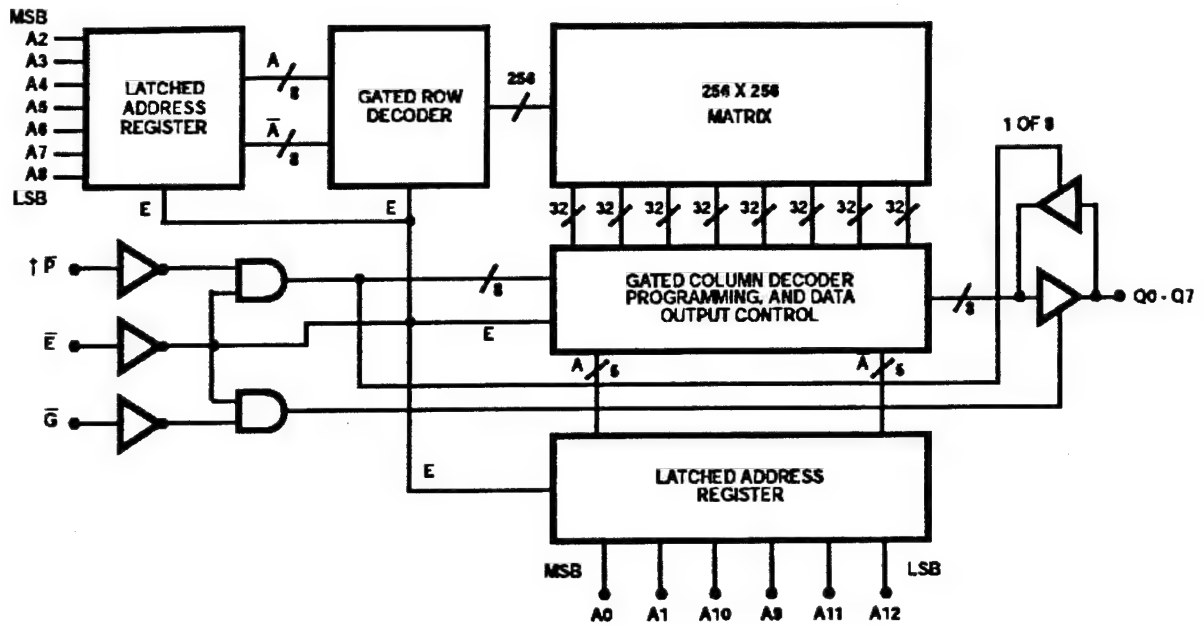 MSB
A2
A3
A4
A5
A6
A7
A8
LSB
LATCHED
ADDRESS
REGISTER
A
8
A̅
8
GATED ROW
DECODER
256
256 X 256
MATRIX
1 OF 8
E
E
32
32
32
32
32
32
32
32
↑ P̅
E̅
G̅
8
E
GATED COLUMN DECODER
PROGRAMMING, AND DATA
OUTPUT CONTROL
8
Q0 - Q7
A
5
A̅
5
E
LATCHED ADDRESS
REGISTER
MSB
LSB
A0
A1
A10
A9
A11
A12